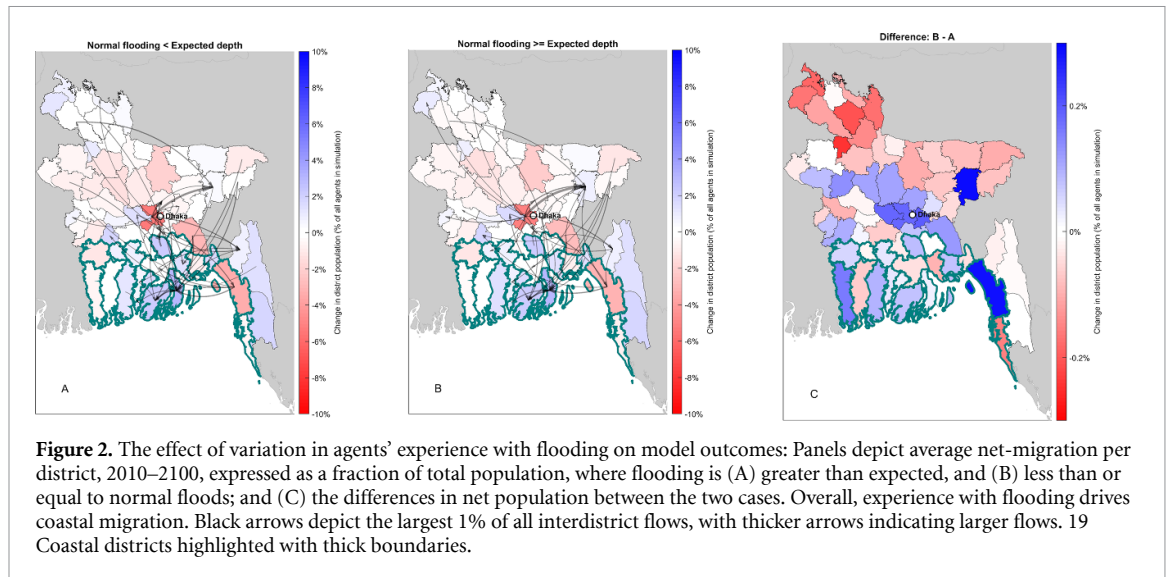 Normal flooding < Expected depth
10%
8%
6%
4%
2%
0%
-2%
-4%
-6%
-8%
-10%
Change in district population (% of all agents in simulation)
Dhaka
A
Normal flooding >= Expected depth
10%
8%
6%
4%
2%
0%
-2%
-4%
-6%
-8%
-10%
Change in district population (% of all agents in simulation)
Dhaka
B
Difference: B - A
0.2%
0%
-0.2%
Change in district population (% of all agents in simulation)
Dhaka
C
Figure 2. The effect of variation in agents’ experience with flooding on model outcomes: Panels depict average net-migration per
district, 2010–2100, expressed as a fraction of total population, where flooding is (A) greater than expected, and (B) less than or
equal to normal floods; and (C) the differences in net population between the two cases. Overall, experience with flooding drives
coastal migration. Black arrows depict the largest 1% of all interdistrict flows, with thicker arrows indicating larger flows. 19
Coastal districts highlighted with thick boundaries.